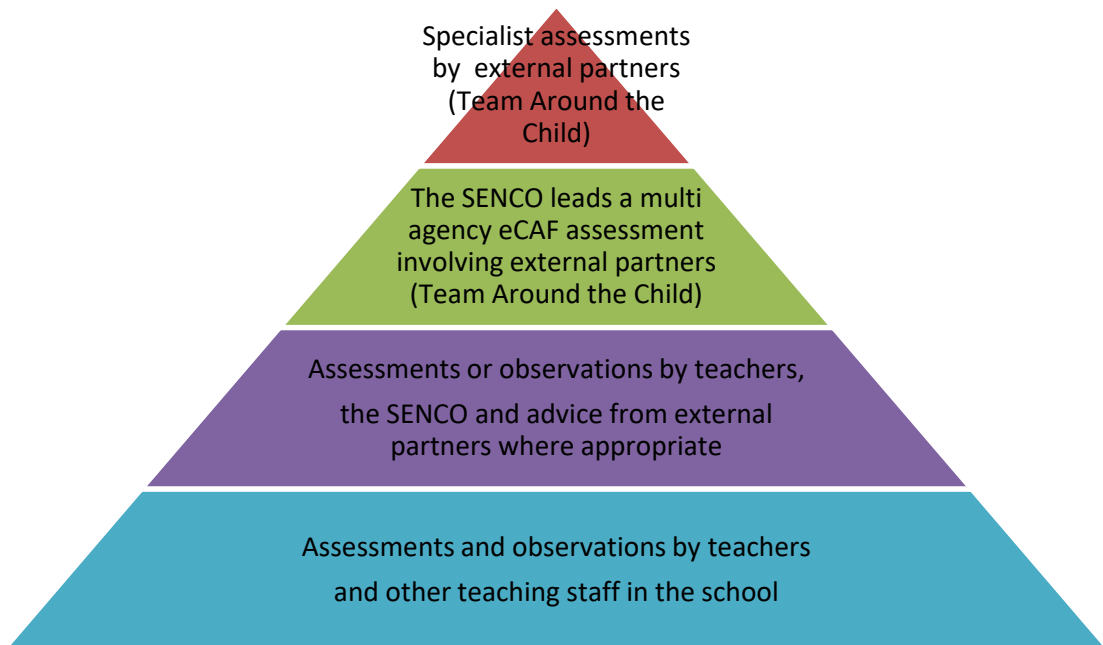 Specialist assessments
by external partners
(Team Around the
Child)
The SENCO leads a multi
agency eCAF assessment
involving external partners
(Team Around the Child)
Assessments or observations by teachers,
the SENCO and advice from external
partners where appropriate
Assessments and observations by teachers
and other teaching staff in the school